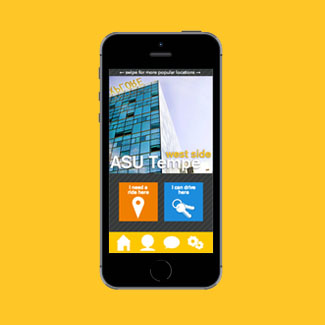 ← swipe for more popular locations →
west side
ASU Tempe
I need a
ride here
I can drive
here